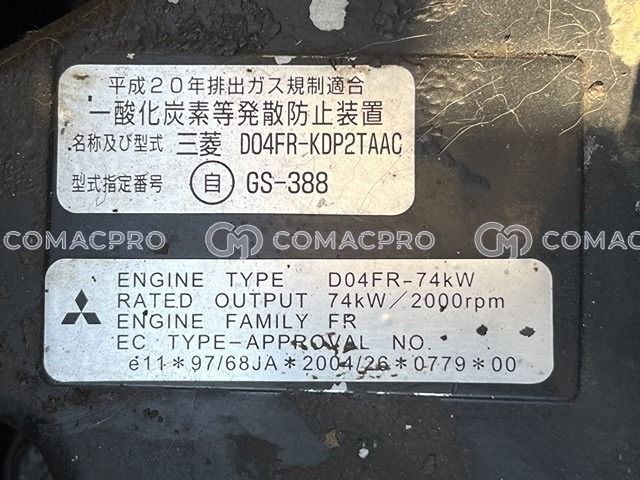 平成20年排出ガス規制適合
一酸化炭素等発散防止装置
名称及び型式 三菱 D04FR-KDP2TAAC
型式指定番号 自 GS-388
COMACPRO COMACPRO COMACPRO
ENGINE TYPE D04FR-74kW
RATED OUTPUT 74kW/2000rpm
ENGINE FAMILY FR
EC TYPE-APPROVAL NO.
e11*97/68JA*2004/26*0779*00